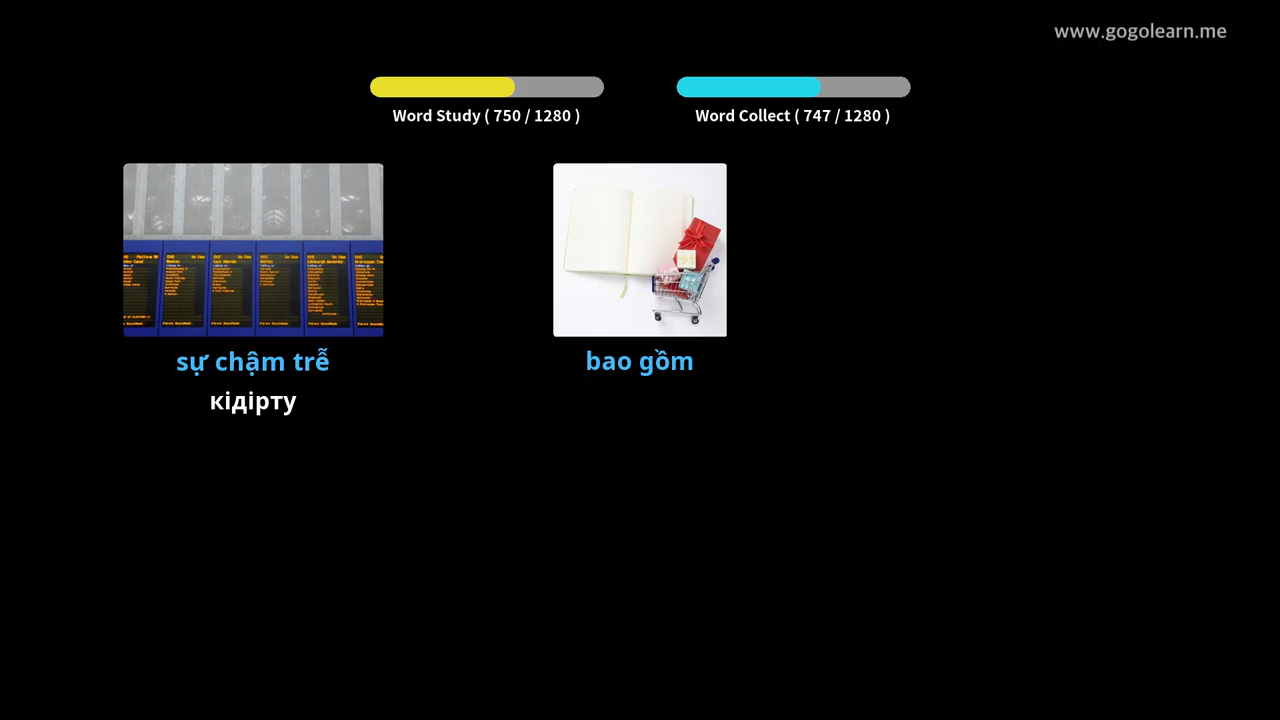 www.gogolearn.me
Word Study ( 750 / 1280 )
Word Collect ( 747 / 1280 )
sự chậm trễ
кідірту
bao gồm